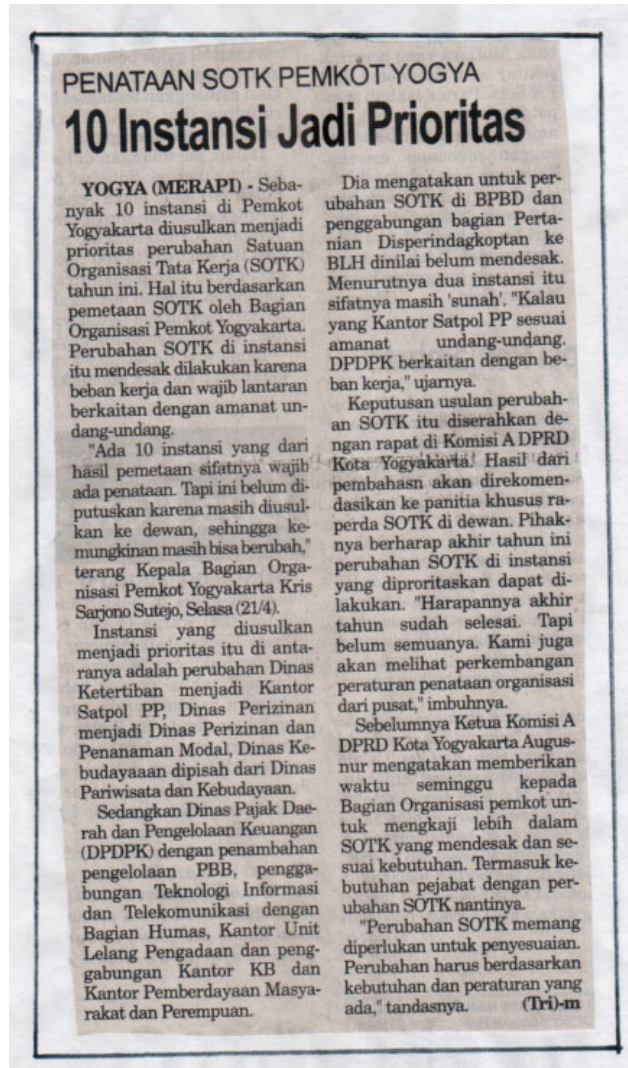 PENATAAN SOTK PEMKOT YOGYA
10 Instansi Jadi Prioritas
YOGYA (MERAPI) - Seba-
nyak 10 instansi di Pemkot
Yogyakarta diusulkan menjadi
prioritas perubahan Satuan
Organisasi Tata Kerja (SOTK)
tahun ini. Hal itu berdasarkan
pemetaan SOTK oleh Bagian
Organisasi Pemkot Yogyakarta.
Perubahan SOTK di instansi
itu mendesak dilakukan karena
beban kerja dan wajib lantaran
berkaitan dengan amanat un-
dang-undang.
"Ada 10 instansi yang dari
hasil pemetaan sifatnya wajib
ada penataan. Tapi ini belum di-
putuskan karena masih diusul-
kan ke dewan, sehingga ke-
mungkinan masih bisa berubah,"
terang Kepala Bagian Orga-
nisasi Pemkot Yogyakarta Kris
Sarjono Sutejo, Selasa (21/4).
Instansi yang diusulkan
menjadi prioritas itu di anta-
ranya adalah perubahan Dinas
Ketertiban menjadi Kantor
Satpol PP, Dinas Perizinan
menjadi Dinas Perizinan dan
Penanaman Modal, Dinas Ke-
budayaaan dipisah dari Dinas
Pariwisata dan Kebudayaan.
Sedangkan Dinas Pajak Dae-
rah dan Pengelolaan Keuangan
(DPDPK) dengan penambahan
pengelolaan PBB, pengga-
bungan Teknologi Informasi
dan Telekomunikasi dengan
Bagian Humas, Kantor Unit
Lelang Pengadaan dan peng-
gabungan Kantor KB dan
Kantor Pemberdayaan Masya-
rakat dan Perempuan.
Dia mengatakan untuk per-
ubahan SOTK di BPBD dan
penggabungan bagian Perta-
nian Disperindagkoptan ke
BLH dinilai belum mendesak.
Menurutnya dua instansi itu
sifatnya masih 'sunah'. "Kalau
yang Kantor Satpol PP sesuai
amanat undang-undang.
DPDPK berkaitan dengan be-
ban kerja," ujarnya.
Keputusan usulan perubah-
an SOTK itu diserahkan de-
ngan rapat di Komisi A DPRD
Kota Yogyakarta. Hasil dari
pembahasn akan direkomen-
dasikan ke panitia khusus ra-
perda SOTK di dewan. Pihak-
nya berharap akhir tahun ini
perubahan SOTK di instansi
yang diproritaskan dapat di-
lakukan. "Harapannya akhir
tahun sudah selesai. Tapi
belum semuanya. Kami juga
akan melihat perkembangan
peraturan penataan organisasi
dari pusat," imbuhnya.
Sebelumnya Ketua Komisi A
DPRD Kota Yogyakarta Augus-
nur mengatakan memberikan
waktu seminggu kepada
Bagian Organisasi pemkot un-
tuk mengkaji lebih dalam
SOTK yang mendesak dan se-
suai kebutuhan. Termasuk ke-
butuhan pejabat dengan per-
ubahan SOTK nantinya.
"Perubahan SOTK memang
diperlukan untuk penyesuaian.
Perubahan harus berdasarkan
kebutuhan dan peraturan yang
ada," tandasnya. (Tri)-m